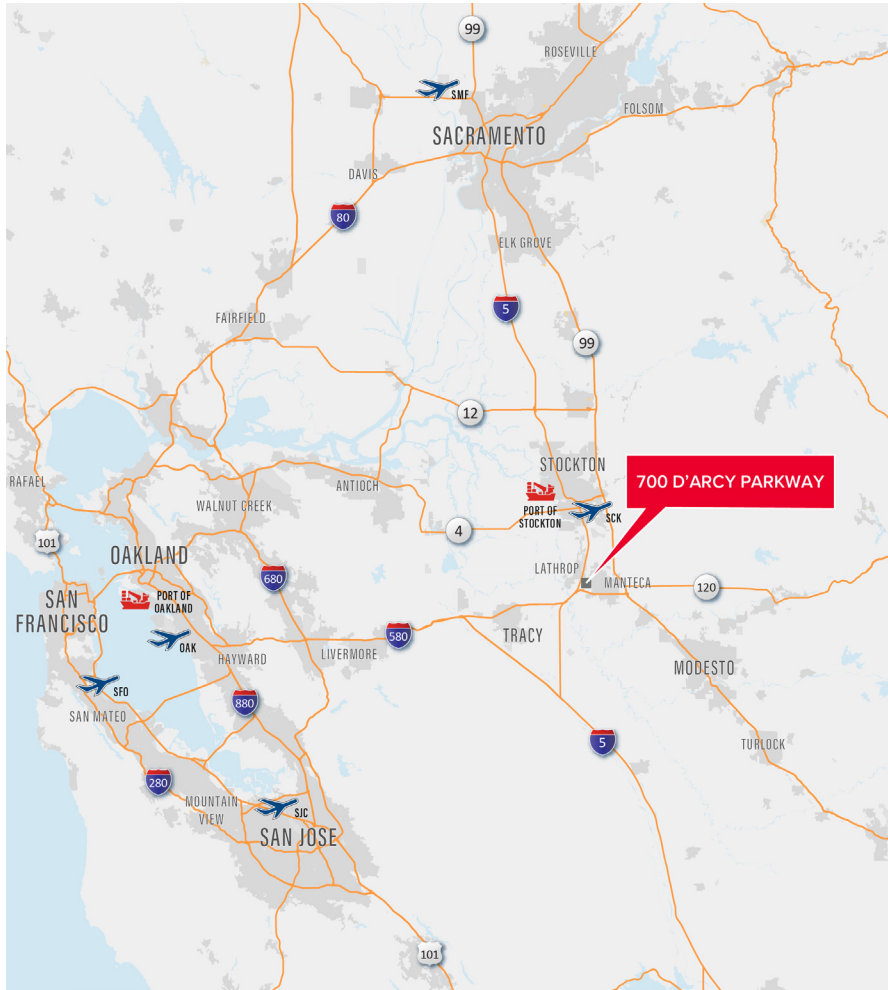 99
ROSEVILLE
SMF
FOLSOM
SACRAMENTO
DAVIS
80
ELK GROVE
5
FAIRFIELD
99
12
STOCKTON
RAFAEL
ANTIOCH
WALNUT CREEK
PORT OF
STOCKTON
SCK
700 D'ARCY PARKWAY
4
101
OAKLAND
LATHROP
MANTECA
680
120
SAN
FRANCISCO
PORT OF
OAKLAND
580
TRACY
OAK
HAYWARD
LIVERMORE
MODESTO
SFO
880
SAN MATEO
5
TURLOCK
280
MOUNTAIN
VIEW
SJC
SAN JOSE
101